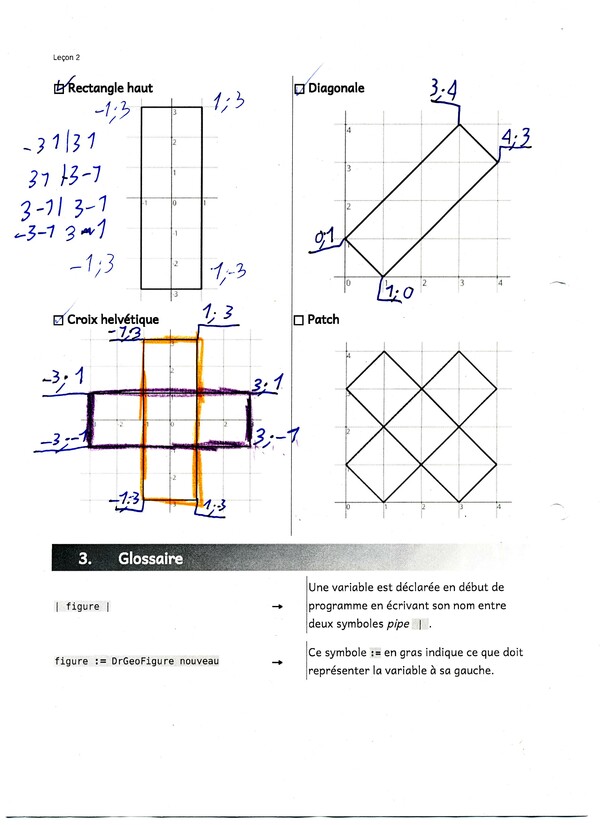 Leçon 2
Rectangle haut
-1;3
1;3
-3 1 | 3 1
3 1 | 3 -1
3 -1 | 3 -1
-3 -1 3 1
-1;3
1;-3
3
2
-1 0 1
-2
-3
Diagonale
3;4
4;3
0;1
1;0
4
3
2
1
0 2 3 4
Croix helvétique
-1;3
1;3
-3;1
3;1
-3;-1
3;-1
-1;3
1;3
2
-2 0 2
-2
Patch
4
3
2
1
0 1 2 3 4
3. Glossaire
| figure |
→
Une variable est déclarée en début de
programme en écrivant son nom entre
deux symboles pipe | .
figure := DrGeoFigure nouveau
→
Ce symbole := en gras indique ce que doit
représenter la variable à sa gauche.